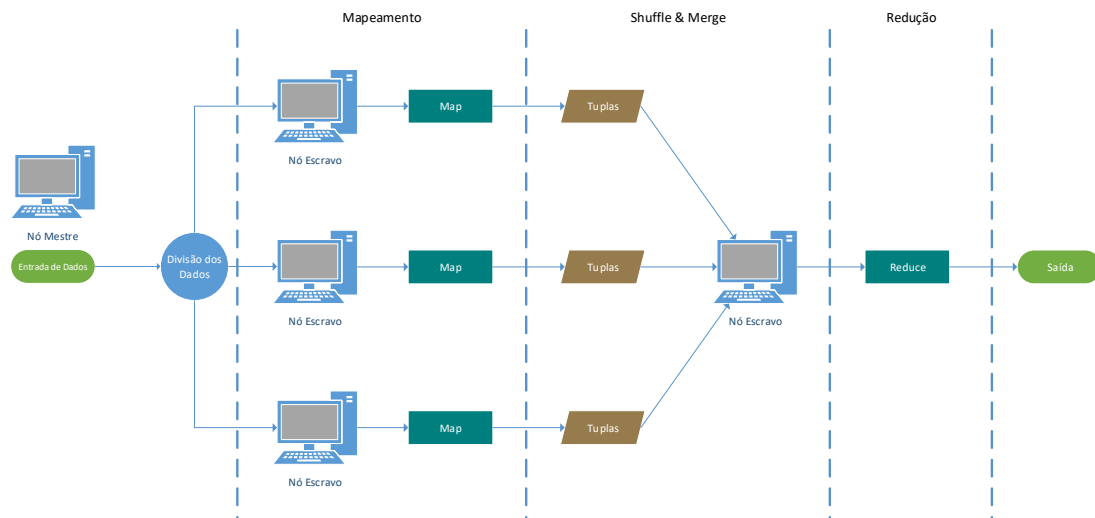 Mapeamento
Shuffle & Merge
Redução
Map
Tuplas
Nó Escravo
Nó Mestre
Entrada de Dados
Divisão dos
Dados
Map
Tuplas
Reduce
Saída
Nó Escravo
Nó Escravo
Map
Tuplas
Nó Escravo